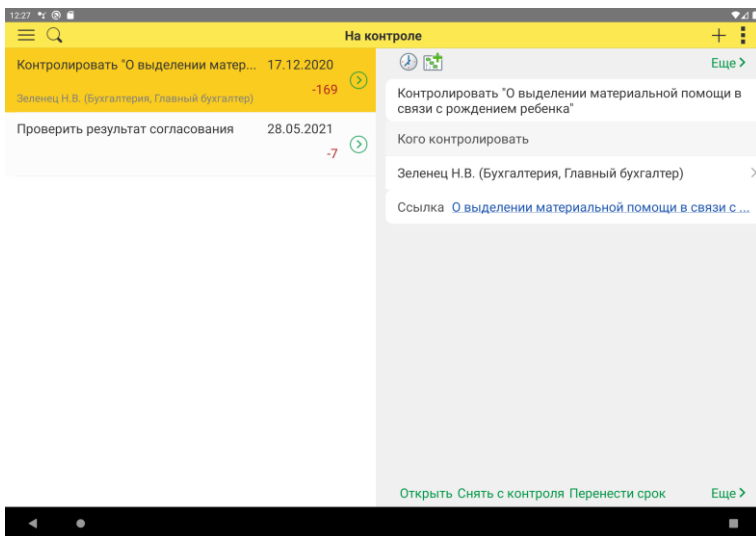 12:27
На контроле
Контролировать "О выделении матер... 17.12.2020
-169
Зеленец Н.В. (Бухгалтерия, Главный бухгалтер)
Проверить результат согласования 28.05.2021
-7
Еще
Контролировать "О выделении материальной помощи в
связи с рождением ребенка"
Кого контролировать
Зеленец Н.В. (Бухгалтерия, Главный бухгалтер)
Ссылка О выделении материальной помощи в связи с ...
Открыть Снять с контроля Перенести срок Еще